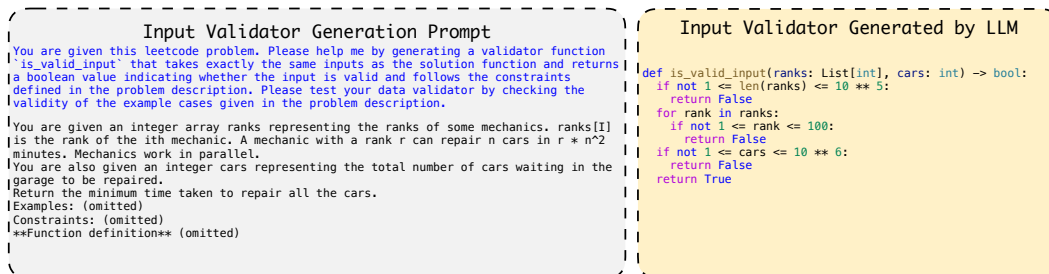 Input Validator Generation Prompt
You are given this leetcode problem. Please help me by generating a validator function
`is_valid_input` that takes exactly the same inputs as the solution function and returns
a boolean value indicating whether the input is valid and follows the constraints
defined in the problem description. Please test your data validator by checking the
validity of the example cases given in the problem description.
You are given an integer array ranks representing the ranks of some mechanics. ranks[I]
is the rank of the ith mechanic. A mechanic with a rank r can repair n cars in r * n^2
minutes. Mechanics work in parallel.
You are also given an integer cars representing the total number of cars waiting in the
garage to be repaired.
Return the minimum time taken to repair all the cars.
Examples: (omitted)
Constraints: (omitted)
**Function definition** (omitted)
Input Validator Generated by LLM
def is_valid_input(ranks: List[int], cars: int) -> bool:
  if not 1 <= len(ranks) <= 10 ** 5:
    return False
  for rank in ranks:
    if not 1 <= rank <= 100:
      return False
  if not 1 <= cars <= 10 ** 6:
    return False
  return True